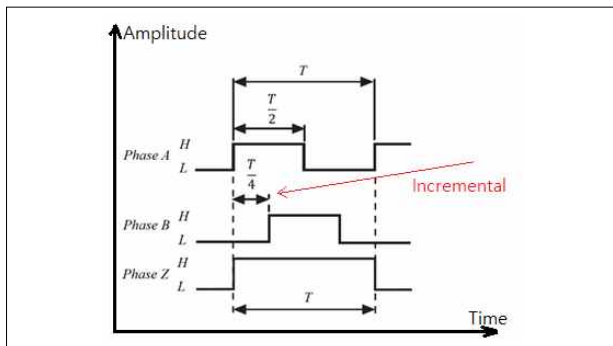 Amplitude
T
T/2
Phase A H
L
T/4
Incremental
Phase B H
L
Phase Z H
L
T
Time